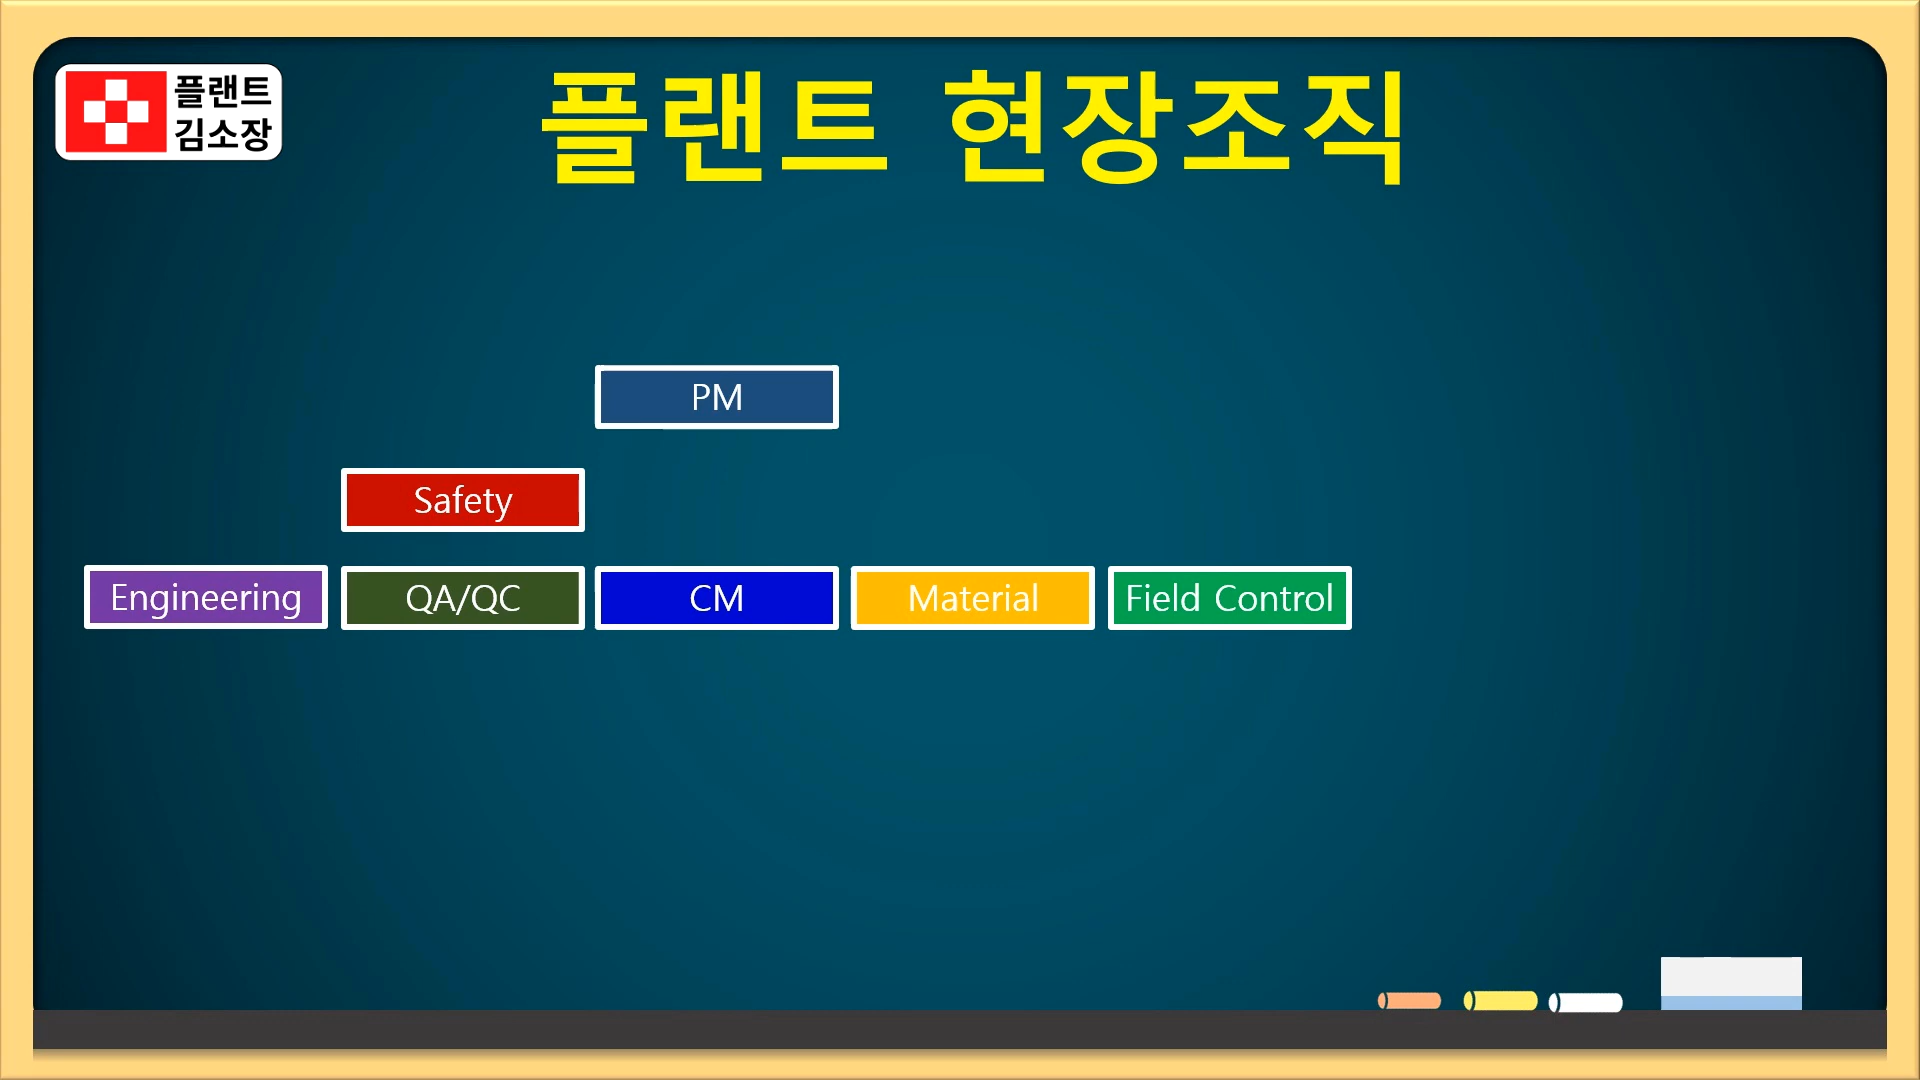 플랜트
김소장
플랜트 현장조직
PM
Safety
Engineering
QA/QC
CM
Material
Field Control